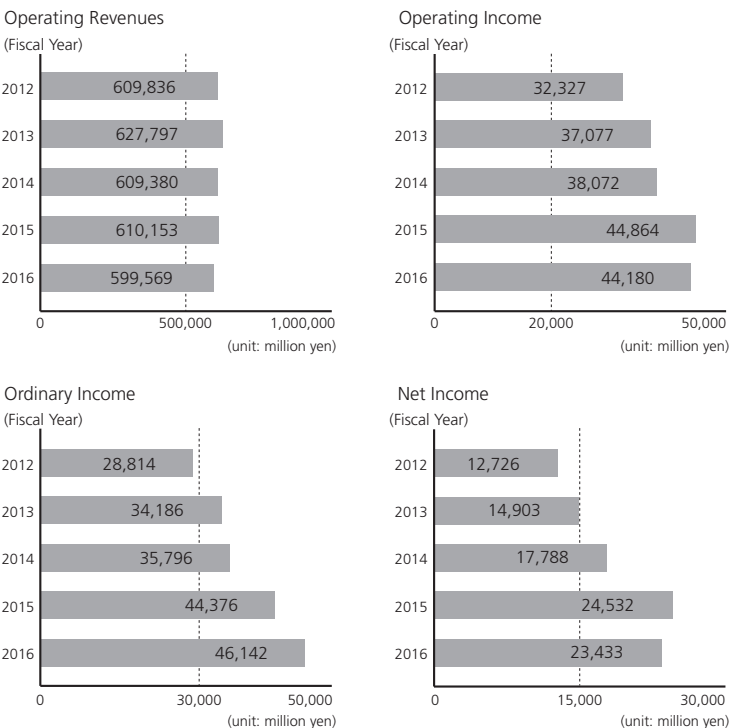 Operating Revenues
(Fiscal Year)
2012 609,836
2013 627,797
2014 609,380
2015 610,153
2016 599,569
0 500,000 1,000,000
(unit: million yen)
Operating Income
(Fiscal Year)
2012 32,327
2013 37,077
2014 38,072
2015 44,864
2016 44,180
0 20,000 50,000
(unit: million yen)
Ordinary Income
(Fiscal Year)
2012 28,814
2013 34,186
2014 35,796
2015 44,376
2016 46,142
0 30,000 50,000
(unit: million yen)
Net Income
(Fiscal Year)
2012 12,726
2013 14,903
2014 17,788
2015 24,532
2016 23,433
0 15,000 30,000
(unit: million yen)